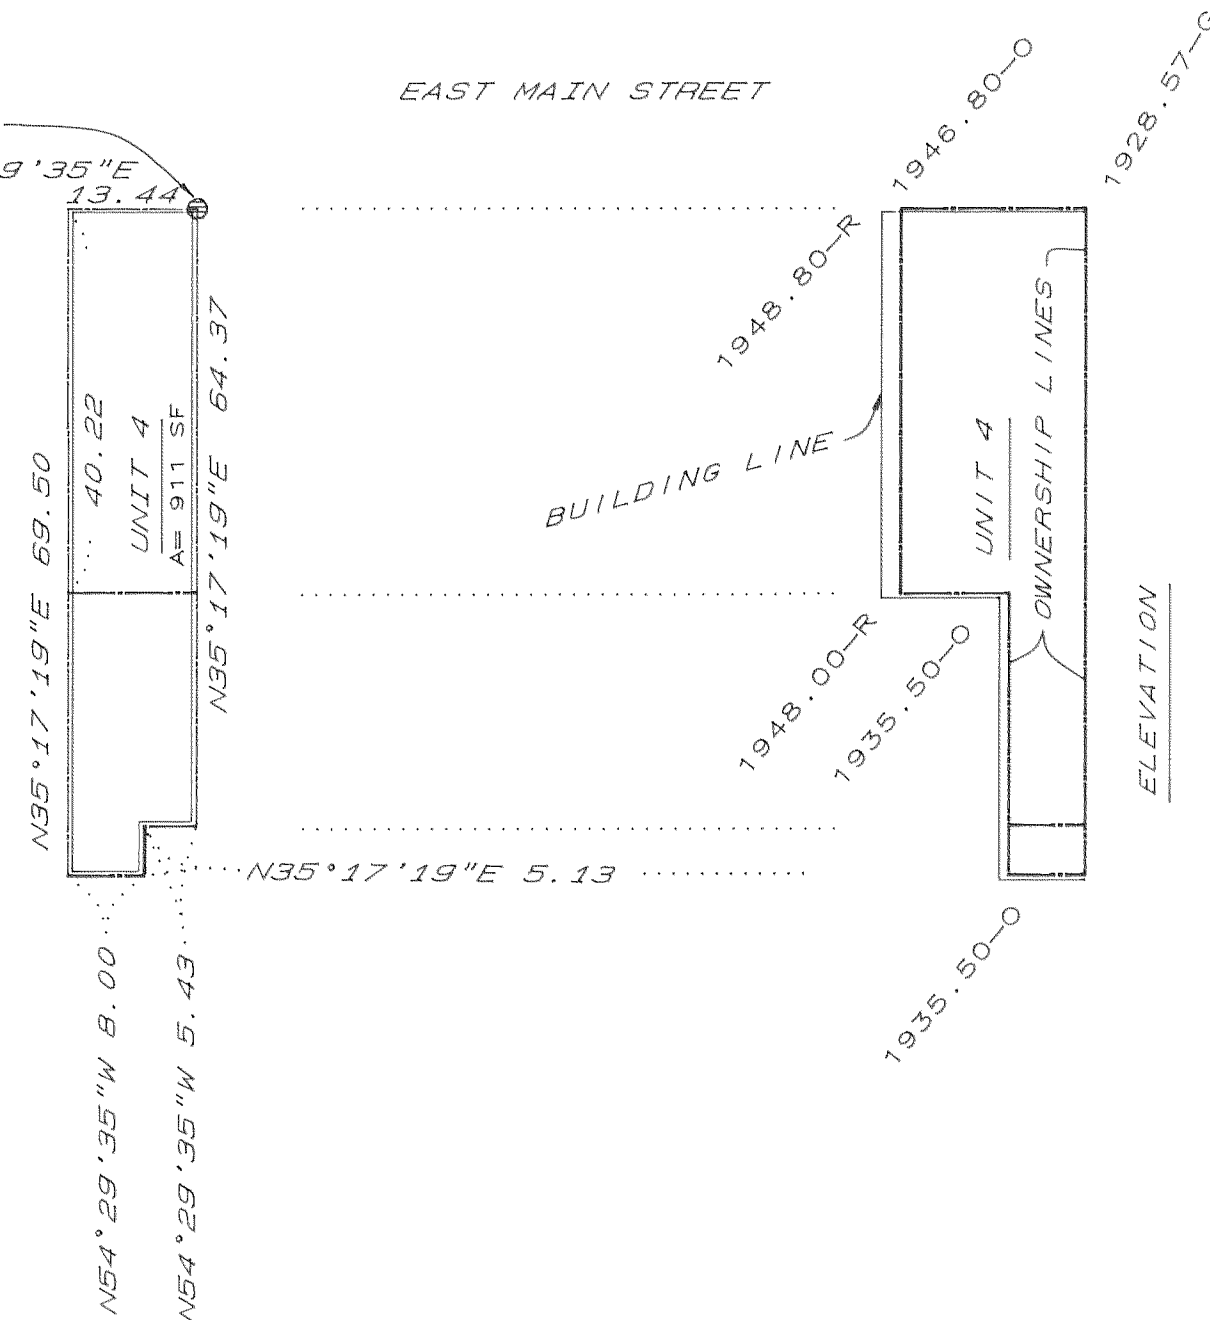 EAST MAIN STREET
9'35"E
13.44
N35°17'19"E 69.50
40.22
UNIT 4
A= 911 SF
N35°17'19"E 64.37
N35°17'19"E 5.13
N54°29'35"W 8.00
N54°29'35"W 5.43
1946.80-O
1928.57-G
1948.80-R
BUILDING LINE
UNIT 4
OWNERSHIP LINES
1948.00-R
1935.50-O
1935.50-O
ELEVATION